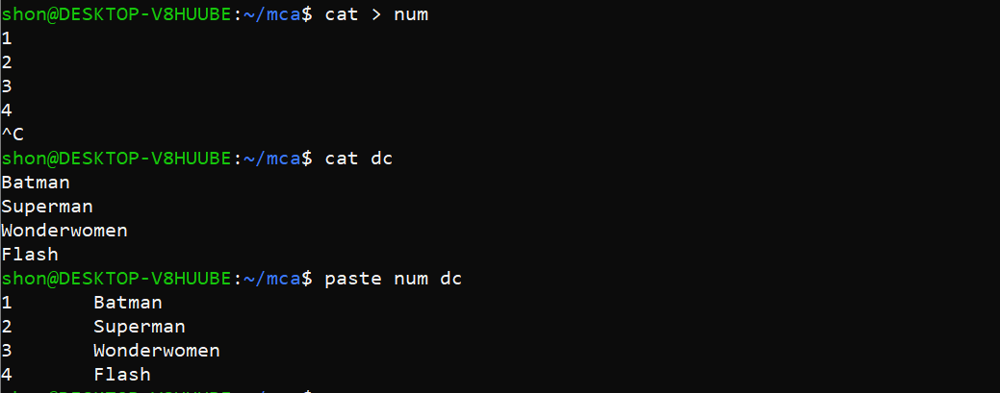 shon@DESKTOP-V8HUUBE:~/mca$ cat > num
1
2
3
4
^C
shon@DESKTOP-V8HUUBE:~/mca$ cat dc
Batman
Superman
Wonderwomen
Flash
shon@DESKTOP-V8HUUBE:~/mca$ paste num dc
1       Batman
2       Superman
3       Wonderwomen
4       Flash